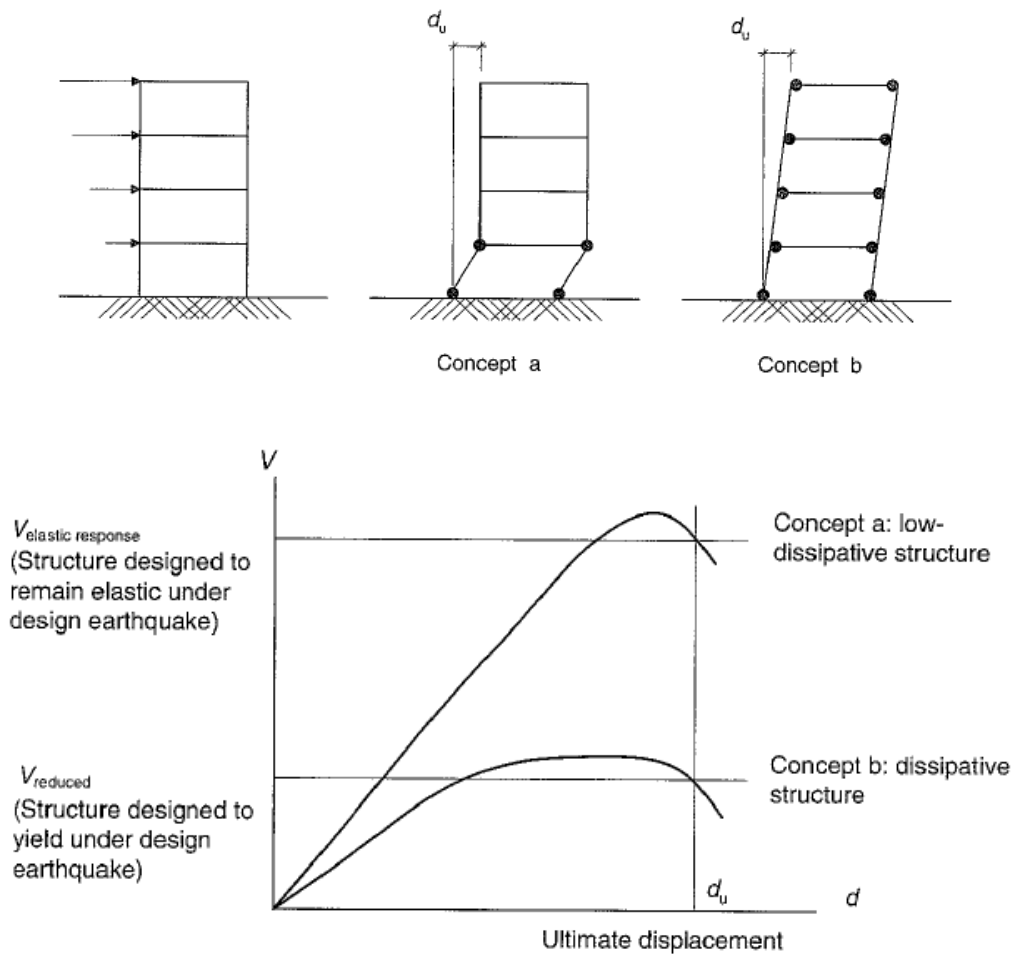 d_u
d_u
Concept a
Concept b
V
V_elastic response
(Structure designed to
remain elastic under
design earthquake)
Concept a: low-
dissipative structure
V_reduced
(Structure designed to
yield under design
earthquake)
Concept b: dissipative
structure
d_u
d
Ultimate displacement